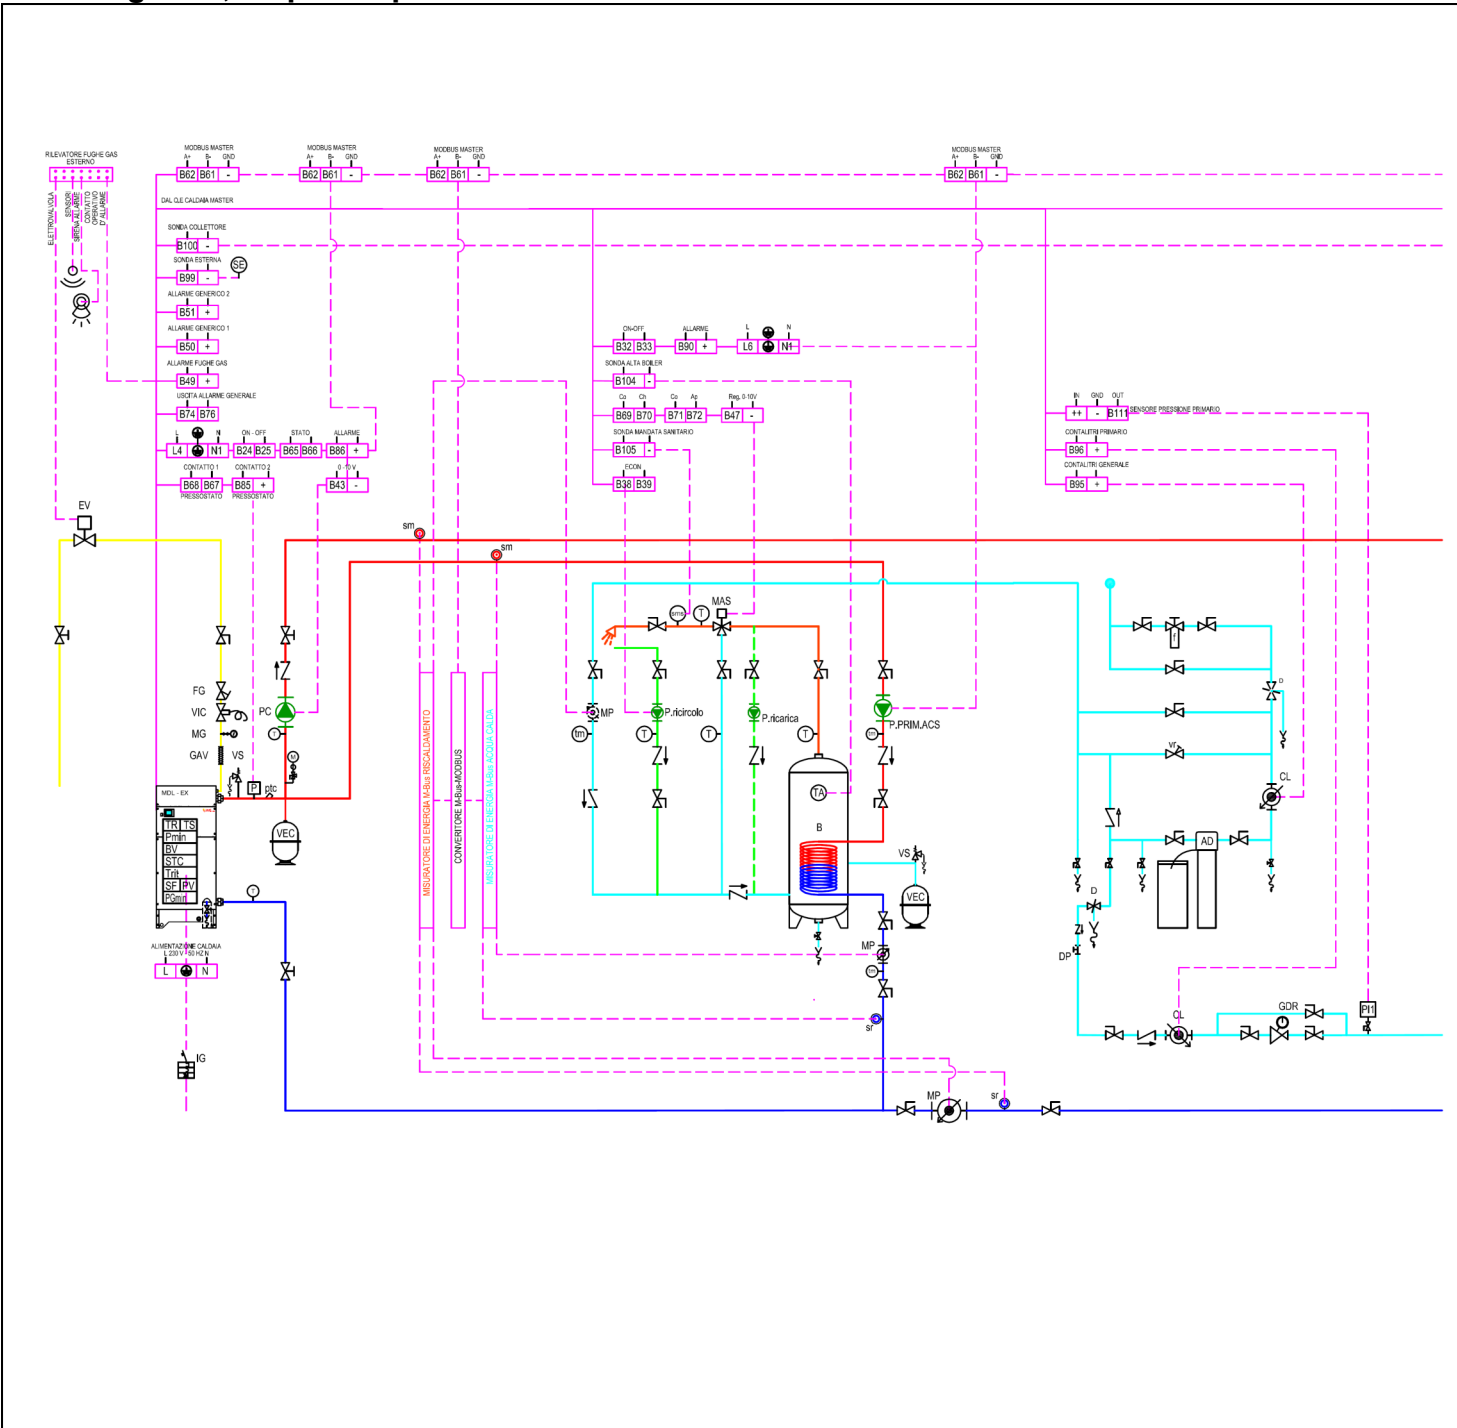 RILEVATORE FUGHE GAS
ESTERNO
MODBUS MASTER
A+ B- GND
B62 B61 -
MODBUS MASTER
A+ B- GND
B62 B61 -
MODBUS MASTER
A+ B- GND
B62 B61 -
MODBUS MASTER
A+ B- GND
B62 B61 -
ELETTROVALVOLA
SENSORI
SIRENA ALLARME
CONTATTO
OPERATIVO
D'ALLARME
DAL Q.E CALDAIA MASTER
SONDA COLLETTORE
B100 -
SONDA ESTERNA
B99 -
SE
ALLARME GENERICO 2
B51 +
ALLARME GENERICO 1
B50 +
ALLARME FUGHE GAS
B49 +
USCITA ALLARME GENERALE
B74 B76
L N ON - OFF STATO ALLARME
L4 N1 B24 B25 B65 B66 B86 +
CONTATTO 1 CONTATTO 2 0 -10 V
B68 B67 B85 + B43 -
PRESSOSTATO PRESSOSTATO
ON-OFF ALLARME L N
B32 B33 B90 + L6 N1
SONDA ALTA BOILER
B104 -
Ca Ch Ca Ap Reg. 0-10V
B69 B70 B71 B72 B47 -
SONDA MANDATA SANITARIO
B105 -
ECON
B38 B39
IN GND OUT
++ - B111 SENSORE PRESSIONE PRIMARIO
CONTALITRI PRIMARIO
B96 +
CONTALITRI GENERALE
B95 +
EV
sm
sm
MAS
sms T
f
D
FG
VIC
MG
GAV VS
PC
T
M
P ptc
VEC
MP
tm
P.ricircolo
T
T
P.ricarica
T
P.PRIM.ACS
tm
vr
CL
MISURATORE DI ENERGIA M-Bus RISCALDAMENTO
CONVERITORE M-Bus-MODBUS
MISURATORE DI ENERGIA M-Bus ACQUA CALDA
MDL - EX
TR TS
Pmin
BV
STC
Trit
SF PV
PGmin
T
TA
B
VS
VEC
AD
D
DP
MP
tm
sr
ALIMENTAZIONE CALDAIA
L 230 V - 50 HZ N
L N
IG
CL
GDR
PI1
MP
sr